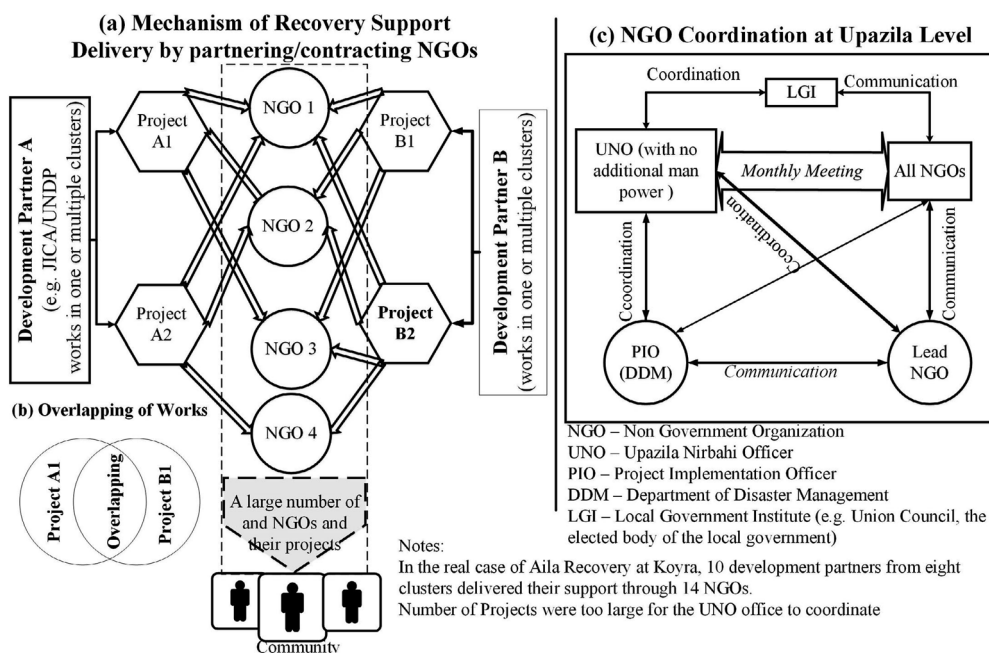 (a) Mechanism of Recovery Support
Delivery by partnering/contracting NGOs
Development Partner A
(e.g. JICA/UNDP)
works in one or multiple clusters)
Project
A1
Project
A2
NGO 1
NGO 2
NGO 3
NGO 4
Project
B1
Project
B2
Development Partner B
(works in one or multiple clusters)
(b) Overlapping of Works
Project A1
Overlapping
Project B1
A large number of
and NGOs and
their projects
Community
(c) NGO Coordination at Upazila Level
Coordination
LGI
Communication
UNO (with no
additional man
power )
Monthly Meeting
All NGOs
Ccoordination
Ccoordination
Communication
PIO
(DDM)
Communication
Lead
NGO
NGO – Non Government Organization
UNO – Upazila Nirbahi Officer
PIO – Project Implementation Officer
DDM – Department of Disaster Management
LGI – Local Government Institute (e.g. Union Council, the
elected body of the local government)
Notes:
In the real case of Aila Recovery at Koyra, 10 development partners from eight
clusters delivered their support through 14 NGOs.
Number of Projects were too large for the UNO office to coordinate